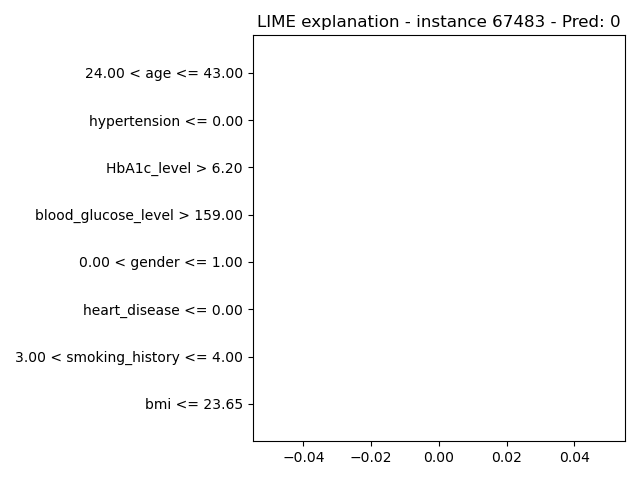 LIME explanation - instance 67483 - Pred: 0
24.00 < age <= 43.00
hypertension <= 0.00
HbA1c_level > 6.20
blood_glucose_level > 159.00
0.00 < gender <= 1.00
heart_disease <= 0.00
3.00 < smoking_history <= 4.00
bmi <= 23.65
−0.04 −0.02 0.00 0.02 0.04